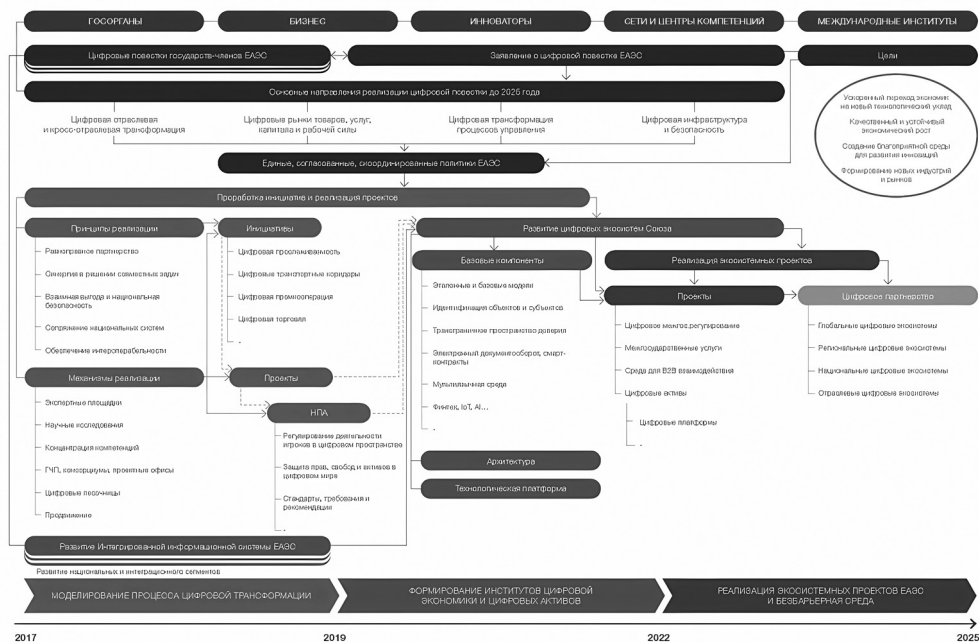 ГОСОРГАНЫ
БИЗНЕС
ИННОВАТОРЫ
СЕТИ И ЦЕНТРЫ КОМПЕТЕНЦИЙ
МЕЖДУНАРОДНЫЕ ИНСТИТУТЫ
Цифровые повестки государств-членов ЕАЭС
Заявление о цифровой повестке ЕАЭС
Цели
Основные направления реализации цифровой повестки до 2025 года
Ускоренный переход экономик
на новый технологический уклад
Качественный и устойчивый
экономический рост
Создание благоприятной среды
для развития инноваций
Формирование новых индустрий
и рынков
Цифровая отраслевая
и кросс-отраслевая трансформация
Цифровые рынки товаров, услуг,
капитала и рабочей силы
Цифровая трансформация
процессов управления
Цифровая инфраструктура
и безопасность
Единые, согласованные, скоординированные политики ЕАЭС
Проработка инициатив и реализация проектов
Принципы реализации
Равноправное партнерство
Синергия в решении совместных задач
Взаимная выгода и национальная
безопасность
Сопряжение национальных систем
Обеспечение интероперабельности
Инициативы
Цифровая прослеживаемость
Цифровые транспортные коридоры
Цифровая промкооперация
Цифровая торговля
-
Развитие цифровых экосистем Союза
Базовые компоненты
Эталонные и базовые модели
Идентификация объектов и субъектов
Трансграничное пространство доверия
Электронный документооборот, смарт-
контракты
Мультиязычная среда
Финтех, IoT, AI...
-
Реализация экосистемных проектов
Проекты
Цифровое межгос.регулирование
Межгосударственные услуги
Среда для B2B взаимодействия
Цифровые активы
Цифровые платформы
-
Цифровое партнерство
Глобальные цифровые экосистемы
Региональные цифровые экосистемы
Национальные цифровые экосистемы
Отраслевые цифровые экосистемы
Механизмы реализации
Экспертные площадки
Научные исследования
Концентрация компетенций
ГЧП, консорциумы, проектные офисы
Цифровые песочницы
Продвижение
Проекты
НПА
Регулирование деятельности
игроков в цифровом пространстве
Защита прав, свобод и активов в
цифровом мире
Стандарты, требования и
рекомендации
-
Архитектура
Технологическая платформа
Развитие Интегрированной информационной системы ЕАЭС
Развитие национальных и интеграционного сегментов
МОДЕЛИРОВАНИЕ ПРОЦЕССА ЦИФРОВОЙ ТРАНСФОРМАЦИИ
ФОРМИРОВАНИЕ ИНСТИТУТОВ ЦИФРОВОЙ
ЭКОНОМИКИ И ЦИФРОВЫХ АКТИВОВ
РЕАЛИЗАЦИЯ ЭКОСИСТЕМНЫХ ПРОЕКТОВ ЕАЭС
И БЕЗБАРЬЕРНАЯ СРЕДА
2017
2019
2022
2025